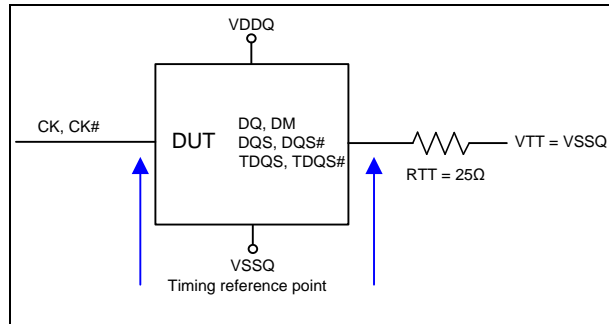 VDDQ
CK, CK#
DUT
DQ, DM
DQS, DQS#
TDQS, TDQS#
VTT = VSSQ
RTT = 25Ω
VSSQ
Timing reference point